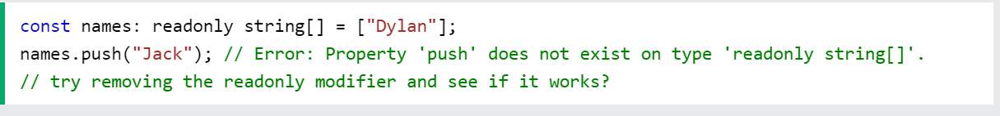 const names: readonly string[] = ["Dylan"];
names.push("Jack"); // Error: Property 'push' does not exist on type 'readonly string[]'.
// try removing the readonly modifier and see if it works?